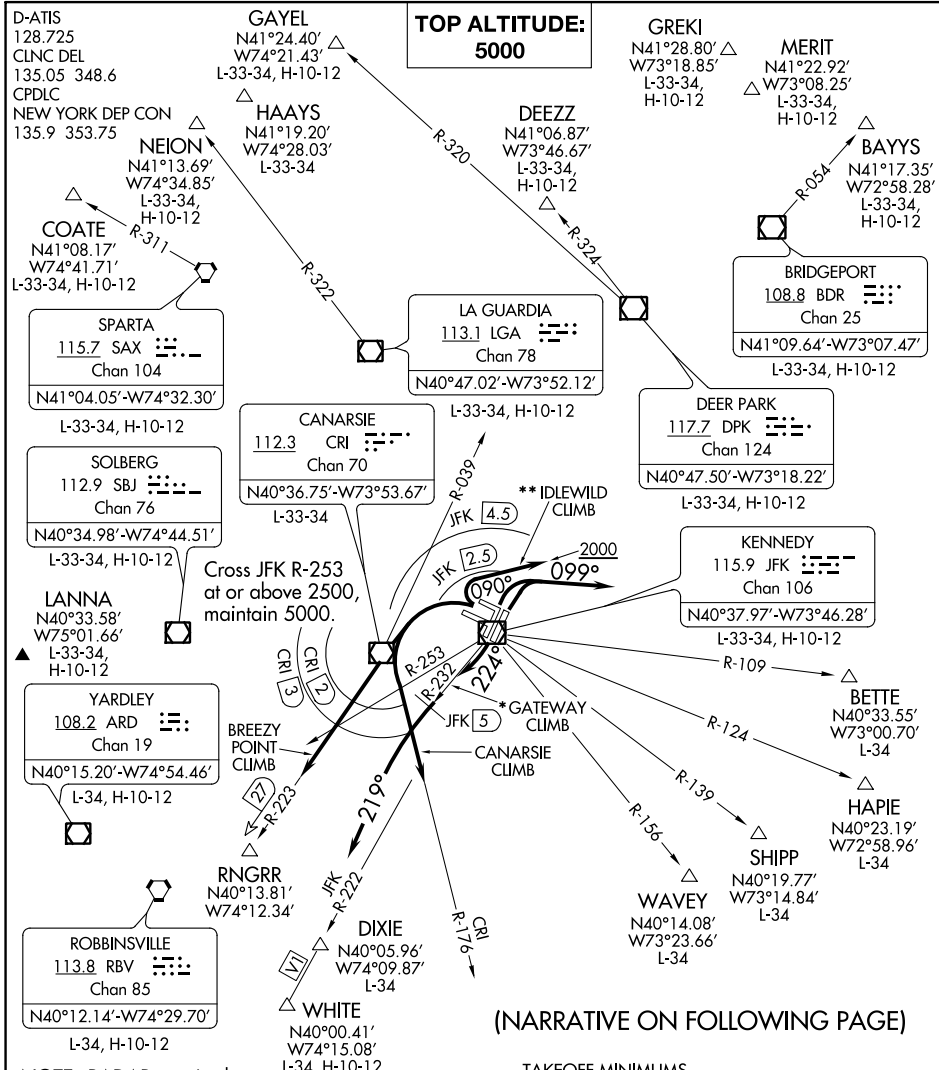 D-ATIS
128.725
CLNC DEL
135.05 348.6
CPDLC
NEW YORK DEP CON
135.9 353.75
GAYEL
N41°24.40'
W74°21.43'
L-33-34, H-10-12
TOP ALTITUDE:
5000
GREKI
N41°28.80'
W73°18.85'
L-33-34,
H-10-12
MERIT
N41°22.92'
W73°08.25'
L-33-34,
H-10-12
HAAYS
N41°19.20'
W74°28.03'
L-33-34
DEEZZ
N41°06.87'
W73°46.67'
L-33-34,
H-10-12
BAYYS
N41°17.35'
W72°58.28'
L-33-34,
H-10-12
NEION
N41°13.69'
W74°34.85'
L-33-34,
H-10-12
COATE
N41°08.17'
W74°41.71'
L-33-34, H-10-12
R-311
R-322
R-320
R-324
R-054
SPARTA
115.7 SAX
Chan 104
N41°04.05'-W74°32.30'
L-33-34, H-10-12
LA GUARDIA
113.1 LGA
Chan 78
N40°47.02'-W73°52.12'
L-33-34, H-10-12
BRIDGEPORT
108.8 BDR
Chan 25
N41°09.64'-W73°07.47'
L-33-34, H-10-12
DEER PARK
117.7 DPK
Chan 124
N40°47.50'-W73°18.22'
L-33-34, H-10-12
CANARSIE
112.3 CRI
Chan 70
N40°36.75'-W73°53.67'
L-33-34
SOLBERG
112.9 SBJ
Chan 76
N40°34.98'-W74°44.51'
L-33-34, H-10-12
R-039
JFK 4.5
JFK 2.5
** IDLEWILD
CLIMB
2000
090°
099°
KENNEDY
115.9 JFK
Chan 106
N40°37.97'-W73°46.28'
L-33-34, H-10-12
Cross JFK R-253
at or above 2500,
maintain 5000.
LANNA
N40°33.58'
W75°01.66'
L-33-34,
H-10-12
CRI 3
CRI 2
R-253
R-232
224°
*GATEWAY
CLIMB
JFK 5
CANARSIE
CLIMB
R-109
R-124
R-139
R-156
BETTE
N40°33.55'
W73°00.70'
L-34
YARDLEY
108.2 ARD
Chan 19
N40°15.20'-W74°54.46'
L-34, H-10-12
BREEZY
POINT
CLIMB
27
R-223
219°
JFK
R-222
CRI
R-176
HAPIE
N40°23.19'
W72°58.96'
L-34
SHIPP
N40°19.77'
W73°14.84'
L-34
WAVEY
N40°14.08'
W73°23.66'
L-34
RNGRR
N40°13.81'
W74°12.34'
ROBBINSVILLE
113.8 RBV
Chan 85
N40°12.14'-W74°29.70'
L-34, H-10-12
DIXIE
N40°05.96'
W74°09.87'
L-34
V1
WHITE
N40°00.41'
W74°15.08'
L-34, H-10-12
(NARRATIVE ON FOLLOWING PAGE)
TAKEOFF MINIMUMS